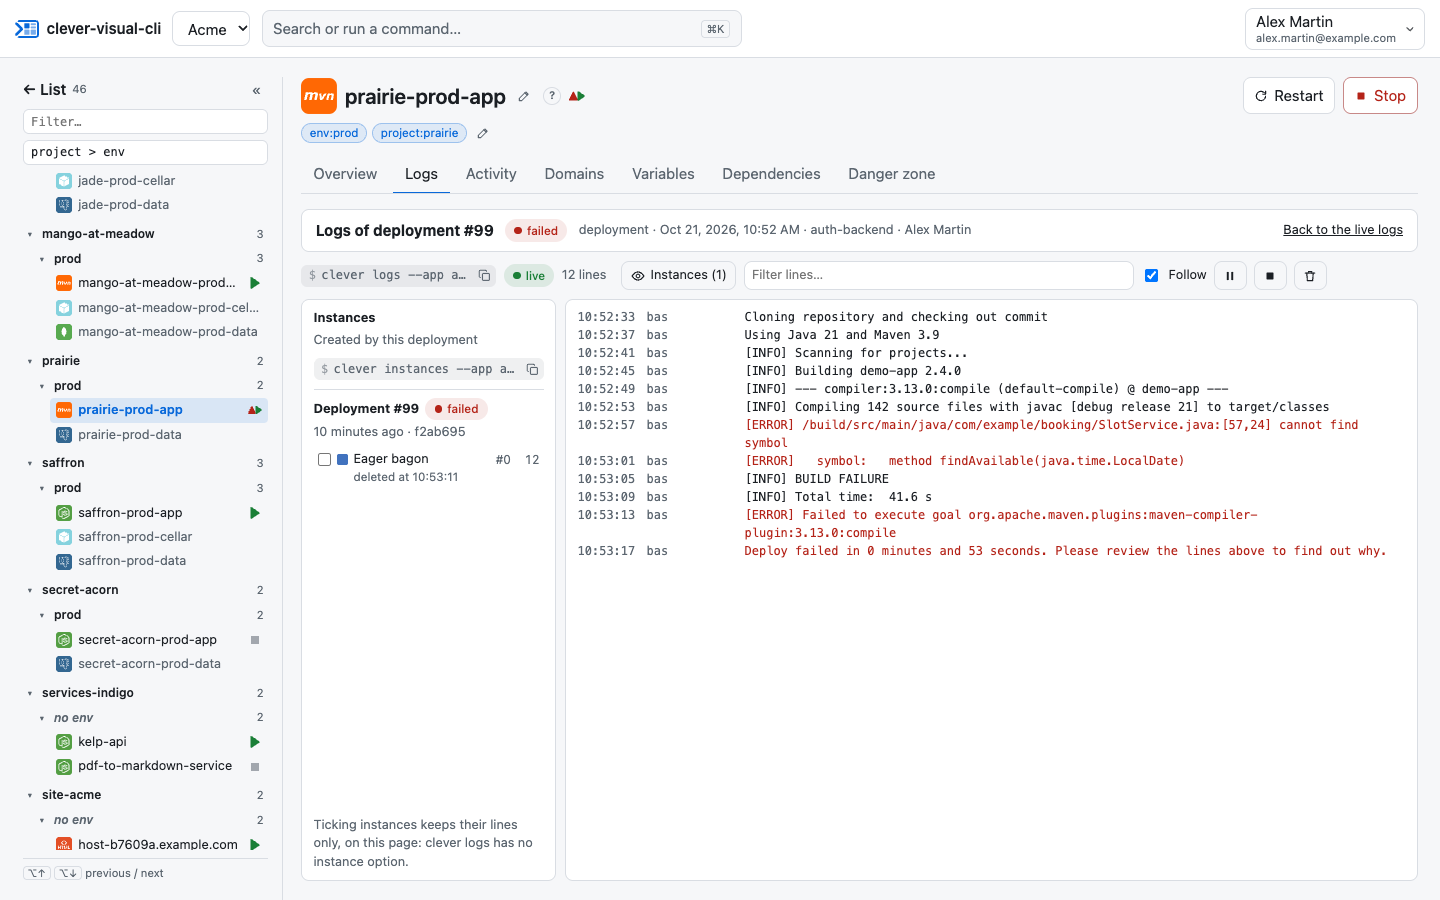 clever-visual-cli
Acme
Search or run a command...
⌘K
Alex Martin
alex.martin@example.com
← List 46
«
Filter...
project > env
jade-prod-cellar
jade-prod-data
mango-at-meadow 3
prod 3
mango-at-meadow-prod...
mango-at-meadow-prod-cel...
mango-at-meadow-prod-data
prairie 2
prod 2
prairie-prod-app
prairie-prod-data
saffron 3
prod 3
saffron-prod-app
saffron-prod-cellar
saffron-prod-data
secret-acorn 2
prod 2
secret-acorn-prod-app
secret-acorn-prod-data
services-indigo 2
no env 2
kelp-api
pdf-to-markdown-service
site-acme 2
no env 2
host-b7609a.example.com
⌥↑ ⌥↓ previous / next
mvn
prairie-prod-app
?
Restart
Stop
env:prod
project:prairie
Overview
Logs
Activity
Domains
Variables
Dependencies
Danger zone
Logs of deployment #99
failed
deployment · Oct 21, 2026, 10:52 AM · auth-backend · Alex Martin
Back to the live logs
$ clever logs --app a...
live
12 lines
Instances (1)
Filter lines...
Follow
Instances
Created by this deployment
$ clever instances --app a...
Deployment #99
failed
10 minutes ago · f2ab695
Eager bagon #0 12
deleted at 10:53:11
Ticking instances keeps their lines
only, on this page: clever logs has no
instance option.
10:52:33 bas Cloning repository and checking out commit
10:52:37 bas Using Java 21 and Maven 3.9
10:52:41 bas [INFO] Scanning for projects...
10:52:45 bas [INFO] Building demo-app 2.4.0
10:52:49 bas [INFO] --- compiler:3.13.0:compile (default-compile) @ demo-app ---
10:52:53 bas [INFO] Compiling 142 source files with javac [debug release 21] to target/classes
10:52:57 bas [ERROR] /build/src/main/java/com/example/booking/SlotService.java:[57,24] cannot find
symbol
10:53:01 bas [ERROR]   symbol:   method findAvailable(java.time.LocalDate)
10:53:05 bas [INFO] BUILD FAILURE
10:53:09 bas [INFO] Total time:  41.6 s
10:53:13 bas [ERROR] Failed to execute goal org.apache.maven.plugins:maven-compiler-
plugin:3.13.0:compile
10:53:17 bas Deploy failed in 0 minutes and 53 seconds. Please review the lines above to find out why.